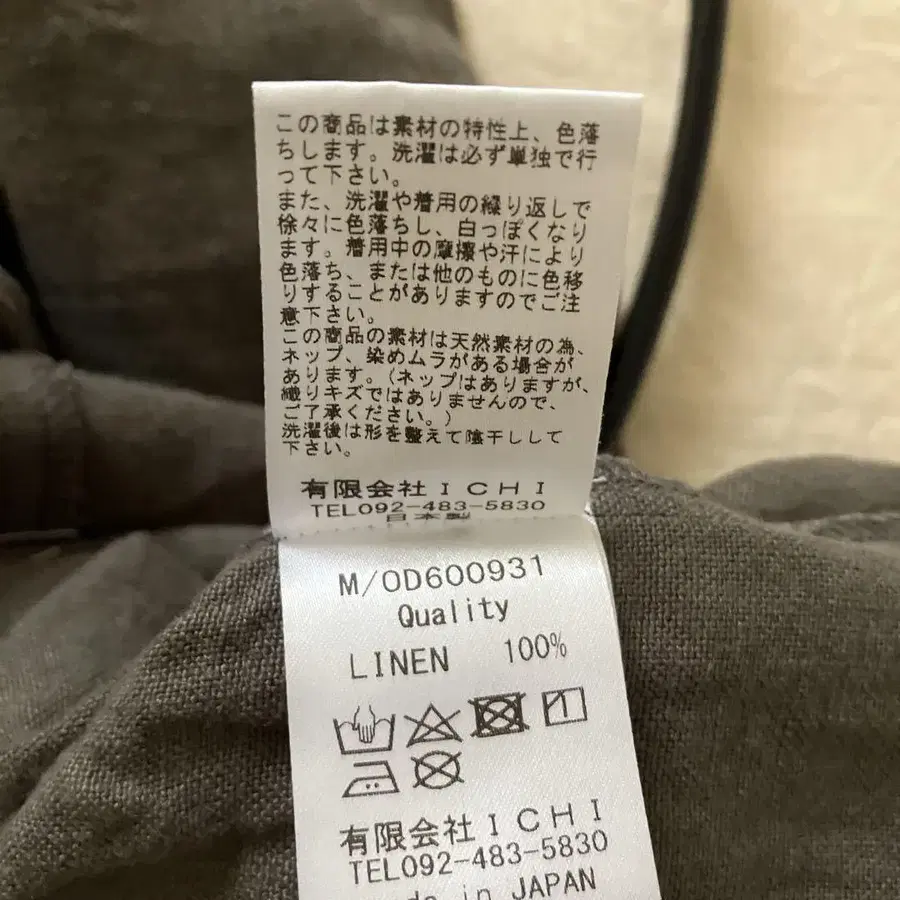 この商品は素材の特性上、色落
ちします。洗濯は必ず単独で行
って下さい。
また、洗濯や着用の繰り返しで
徐々に色落ちし、白っぽくなり
ます。着用中の摩擦や汗により
色落ち、または他のものに色移
りすることがありますのでご注
意下さい。
この商品の素材は天然素材の為、
ネップ、染めムラがある場合が
あります。(ネップはありますが、
織りキズではありませんので、
ご了承ください。)
洗濯後は形を整えて陰干しして
下さい。
有限会社ICHI
TEL092-483-5830
日本製
M/OD600931
Quality
LINEN 100%
有限会社ICHI
TEL092-483-5830
in JAPAN